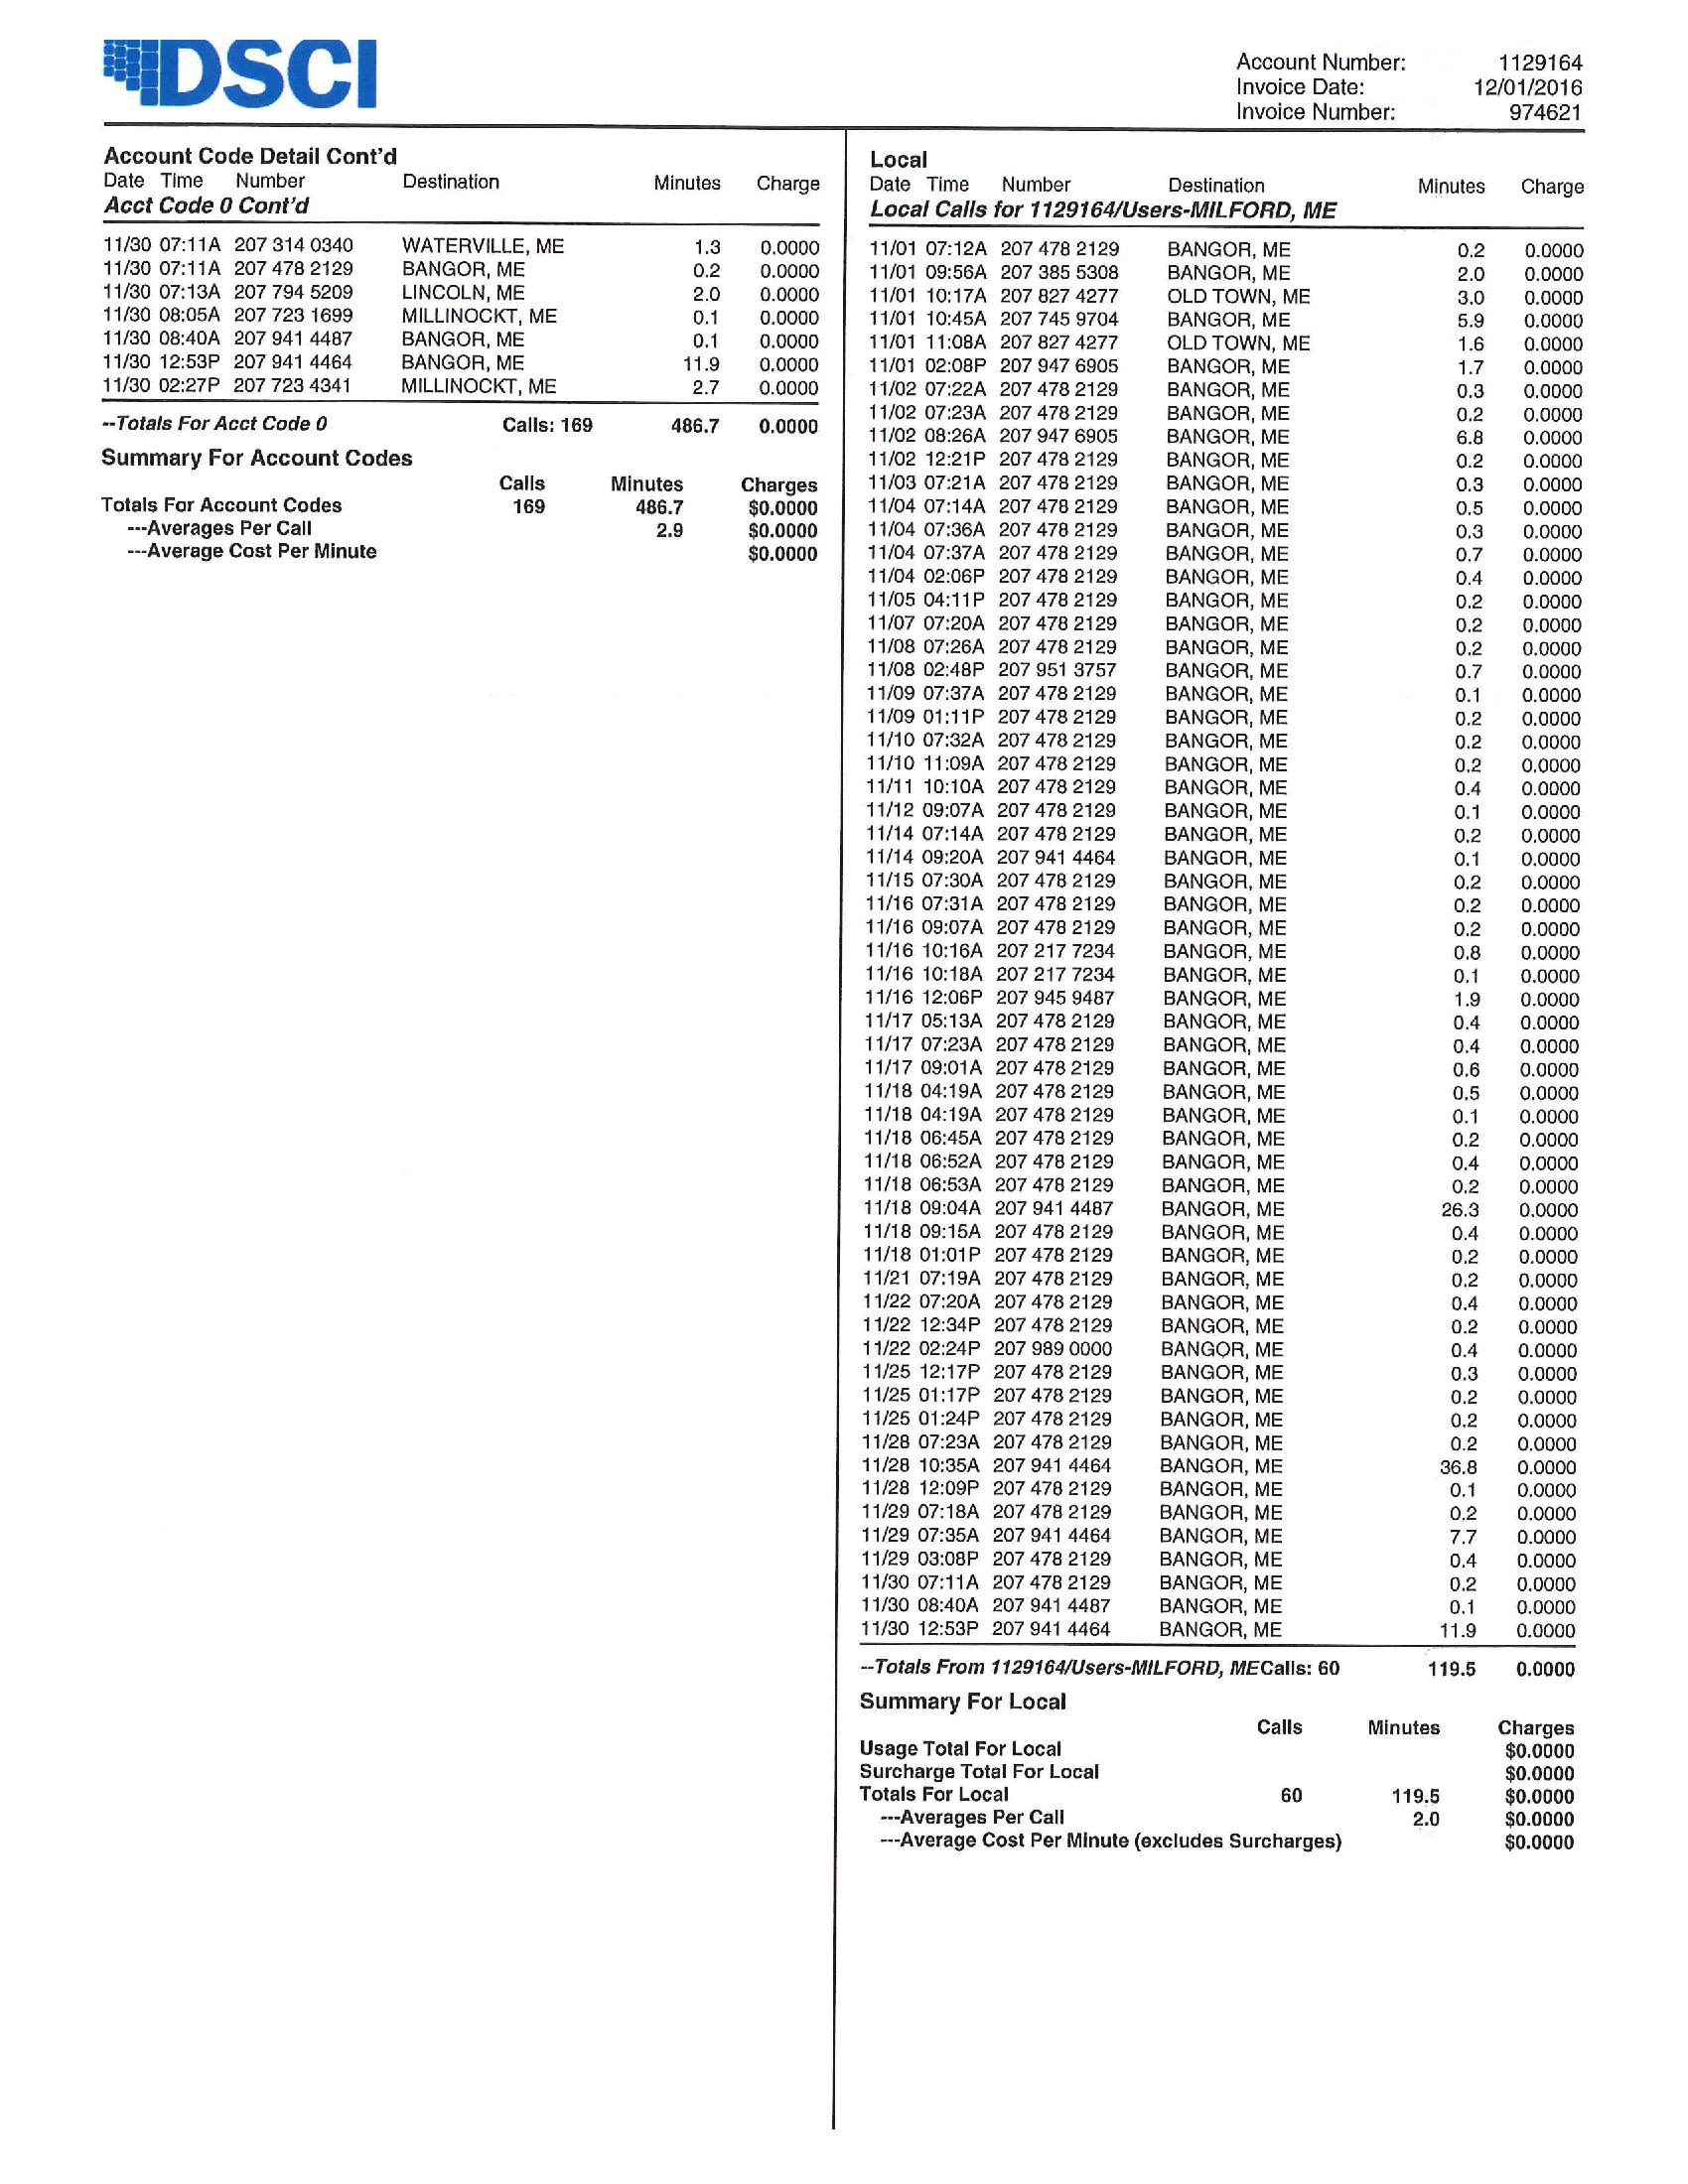 DSCI
Account Number: 1129164
Invoice Date: 12/01/2016
Invoice Number: 974621
Account Code Detail Cont'd
Date Time Number Destination Minutes Charge
Acct Code 0 Cont'd
11/30 07:11A 207 314 0340 WATERVILLE, ME 1.3 0.0000
11/30 07:11A 207 478 2129 BANGOR, ME 0.2 0.0000
11/30 07:13A 207 794 5209 LINCOLN, ME 2.0 0.0000
11/30 08:05A 207 723 1699 MILLINOCKT, ME 0.1 0.0000
11/30 08:40A 207 941 4487 BANGOR, ME 0.1 0.0000
11/30 12:53P 207 941 4464 BANGOR, ME 11.9 0.0000
11/30 02:27P 207 723 4341 MILLINOCKT, ME 2.7 0.0000
--Totals For Acct Code 0 Calls: 169 486.7 0.0000
Summary For Account Codes
Calls Minutes Charges
Totals For Account Codes 169 486.7 $0.0000
---Averages Per Call 2.9 $0.0000
---Average Cost Per Minute $0.0000
Local
Date Time Number Destination Minutes Charge
Local Calls for 1129164/Users-MILFORD, ME
11/01 07:12A 207 478 2129 BANGOR, ME 0.2 0.0000
11/01 09:56A 207 385 5308 BANGOR, ME 2.0 0.0000
11/01 10:17A 207 827 4277 OLD TOWN, ME 3.0 0.0000
11/01 10:45A 207 745 9704 BANGOR, ME 5.9 0.0000
11/01 11:08A 207 827 4277 OLD TOWN, ME 1.6 0.0000
11/01 02:08P 207 947 6905 BANGOR, ME 1.7 0.0000
11/02 07:22A 207 478 2129 BANGOR, ME 0.3 0.0000
11/02 07:23A 207 478 2129 BANGOR, ME 0.2 0.0000
11/02 08:26A 207 947 6905 BANGOR, ME 6.8 0.0000
11/02 12:21P 207 478 2129 BANGOR, ME 0.2 0.0000
11/03 07:21A 207 478 2129 BANGOR, ME 0.3 0.0000
11/04 07:14A 207 478 2129 BANGOR, ME 0.5 0.0000
11/04 07:36A 207 478 2129 BANGOR, ME 0.3 0.0000
11/04 07:37A 207 478 2129 BANGOR, ME 0.7 0.0000
11/04 02:06P 207 478 2129 BANGOR, ME 0.4 0.0000
11/05 04:11P 207 478 2129 BANGOR, ME 0.2 0.0000
11/07 07:20A 207 478 2129 BANGOR, ME 0.2 0.0000
11/08 07:26A 207 478 2129 BANGOR, ME 0.2 0.0000
11/08 02:48P 207 951 3757 BANGOR, ME 0.7 0.0000
11/09 07:37A 207 478 2129 BANGOR, ME 0.1 0.0000
11/09 01:11P 207 478 2129 BANGOR, ME 0.2 0.0000
11/10 07:32A 207 478 2129 BANGOR, ME 0.2 0.0000
11/10 11:09A 207 478 2129 BANGOR, ME 0.2 0.0000
11/11 10:10A 207 478 2129 BANGOR, ME 0.4 0.0000
11/12 09:07A 207 478 2129 BANGOR, ME 0.1 0.0000
11/14 07:14A 207 478 2129 BANGOR, ME 0.2 0.0000
11/14 09:20A 207 941 4464 BANGOR, ME 0.1 0.0000
11/15 07:30A 207 478 2129 BANGOR, ME 0.2 0.0000
11/16 07:31A 207 478 2129 BANGOR, ME 0.2 0.0000
11/16 09:07A 207 478 2129 BANGOR, ME 0.2 0.0000
11/16 10:16A 207 217 7234 BANGOR, ME 0.8 0.0000
11/16 10:18A 207 217 7234 BANGOR, ME 0.1 0.0000
11/16 12:06P 207 945 9487 BANGOR, ME 1.9 0.0000
11/17 05:13A 207 478 2129 BANGOR, ME 0.4 0.0000
11/17 07:23A 207 478 2129 BANGOR, ME 0.4 0.0000
11/17 09:01A 207 478 2129 BANGOR, ME 0.6 0.0000
11/18 04:19A 207 478 2129 BANGOR, ME 0.5 0.0000
11/18 04:19A 207 478 2129 BANGOR, ME 0.1 0.0000
11/18 06:45A 207 478 2129 BANGOR, ME 0.2 0.0000
11/18 06:52A 207 478 2129 BANGOR, ME 0.4 0.0000
11/18 06:53A 207 478 2129 BANGOR, ME 0.2 0.0000
11/18 09:04A 207 941 4487 BANGOR, ME 26.3 0.0000
11/18 09:15A 207 478 2129 BANGOR, ME 0.4 0.0000
11/18 01:01P 207 478 2129 BANGOR, ME 0.2 0.0000
11/21 07:19A 207 478 2129 BANGOR, ME 0.2 0.0000
11/22 07:20A 207 478 2129 BANGOR, ME 0.4 0.0000
11/22 12:34P 207 478 2129 BANGOR, ME 0.2 0.0000
11/22 02:24P 207 989 0000 BANGOR, ME 0.4 0.0000
11/25 12:17P 207 478 2129 BANGOR, ME 0.3 0.0000
11/25 01:17P 207 478 2129 BANGOR, ME 0.2 0.0000
11/25 01:24P 207 478 2129 BANGOR, ME 0.2 0.0000
11/28 07:23A 207 478 2129 BANGOR, ME 0.2 0.0000
11/28 10:35A 207 941 4464 BANGOR, ME 36.8 0.0000
11/28 12:09P 207 478 2129 BANGOR, ME 0.1 0.0000
11/29 07:18A 207 478 2129 BANGOR, ME 0.2 0.0000
11/29 07:35A 207 941 4464 BANGOR, ME 7.7 0.0000
11/29 03:08P 207 478 2129 BANGOR, ME 0.4 0.0000
11/30 07:11A 207 478 2129 BANGOR, ME 0.2 0.0000
11/30 08:40A 207 941 4487 BANGOR, ME 0.1 0.0000
11/30 12:53P 207 941 4464 BANGOR, ME 11.9 0.0000
--Totals From 1129164/Users-MILFORD, MECalls: 60 119.5 0.0000
Summary For Local
Calls Minutes Charges
Usage Total For Local $0.0000
Surcharge Total For Local $0.0000
Totals For Local 60 119.5 $0.0000
---Averages Per Call 2.0 $0.0000
---Average Cost Per Minute (excludes Surcharges) $0.0000